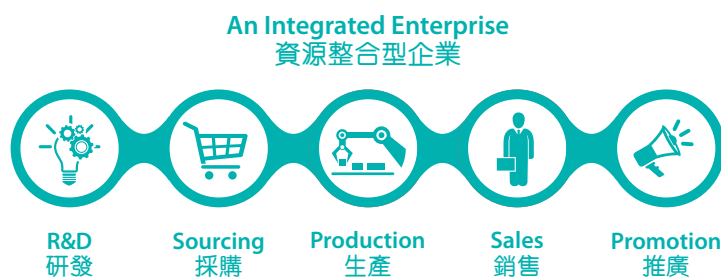 An Integrated Enterprise
資源整合型企業
R&D
研發
Sourcing
採購
Production
生產
Sales
銷售
Promotion
推廣